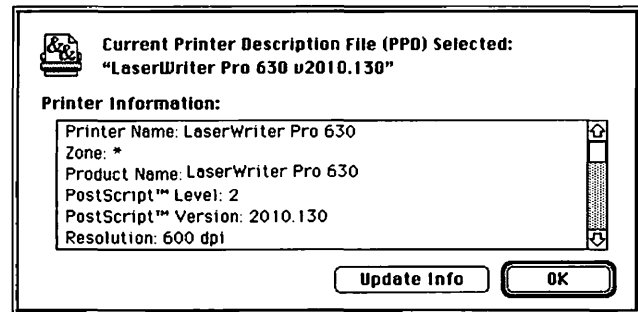 Current Printer Description File (PPD) Selected:
“LaserWriter Pro 630 v2010.130”
Printer Information:
Printer Name: LaserWriter Pro 630
Zone: *
Product Name: LaserWriter Pro 630
PostScript™ Level: 2
PostScript™ Version: 2010.130
Resolution: 600 dpi
Update Info
OK